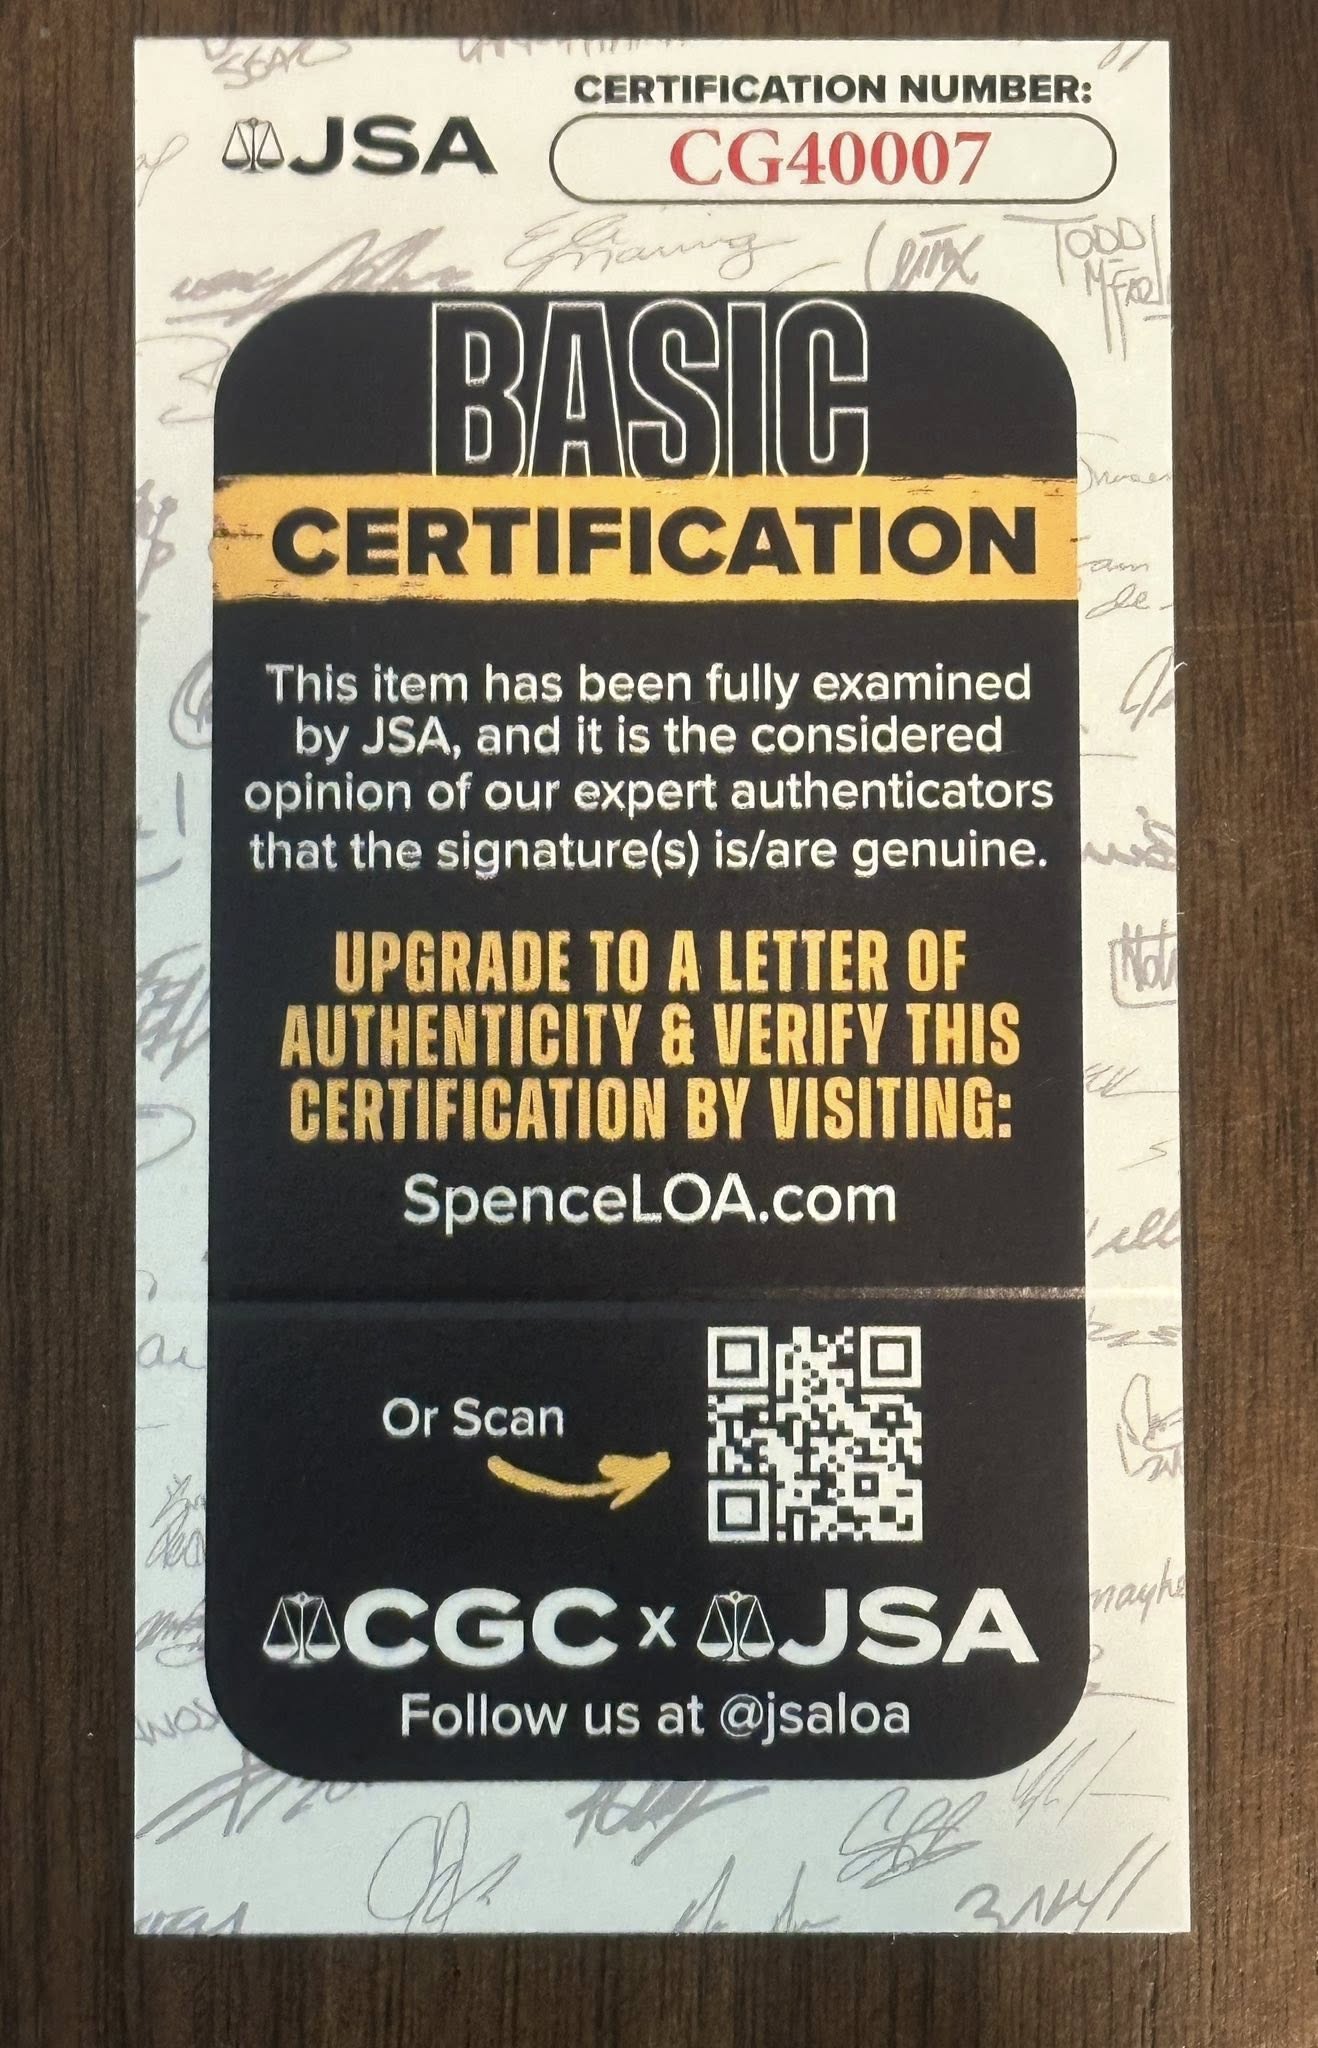 CERTIFICATION NUMBER:
JSA
CG40007
TODD
BASIC
CERTIFICATION
This item has been fully examined
by JSA, and it is the considered
opinion of our expert authenticators
that the signature(s) is/are genuine.
UPGRADE TO A LETTER OF
AUTHENTICITY & VERIFY THIS
CERTIFICATION BY VISITING:
SpenceLOA.com
Or Scan
CGC x JSA
Follow us at @jsaloa